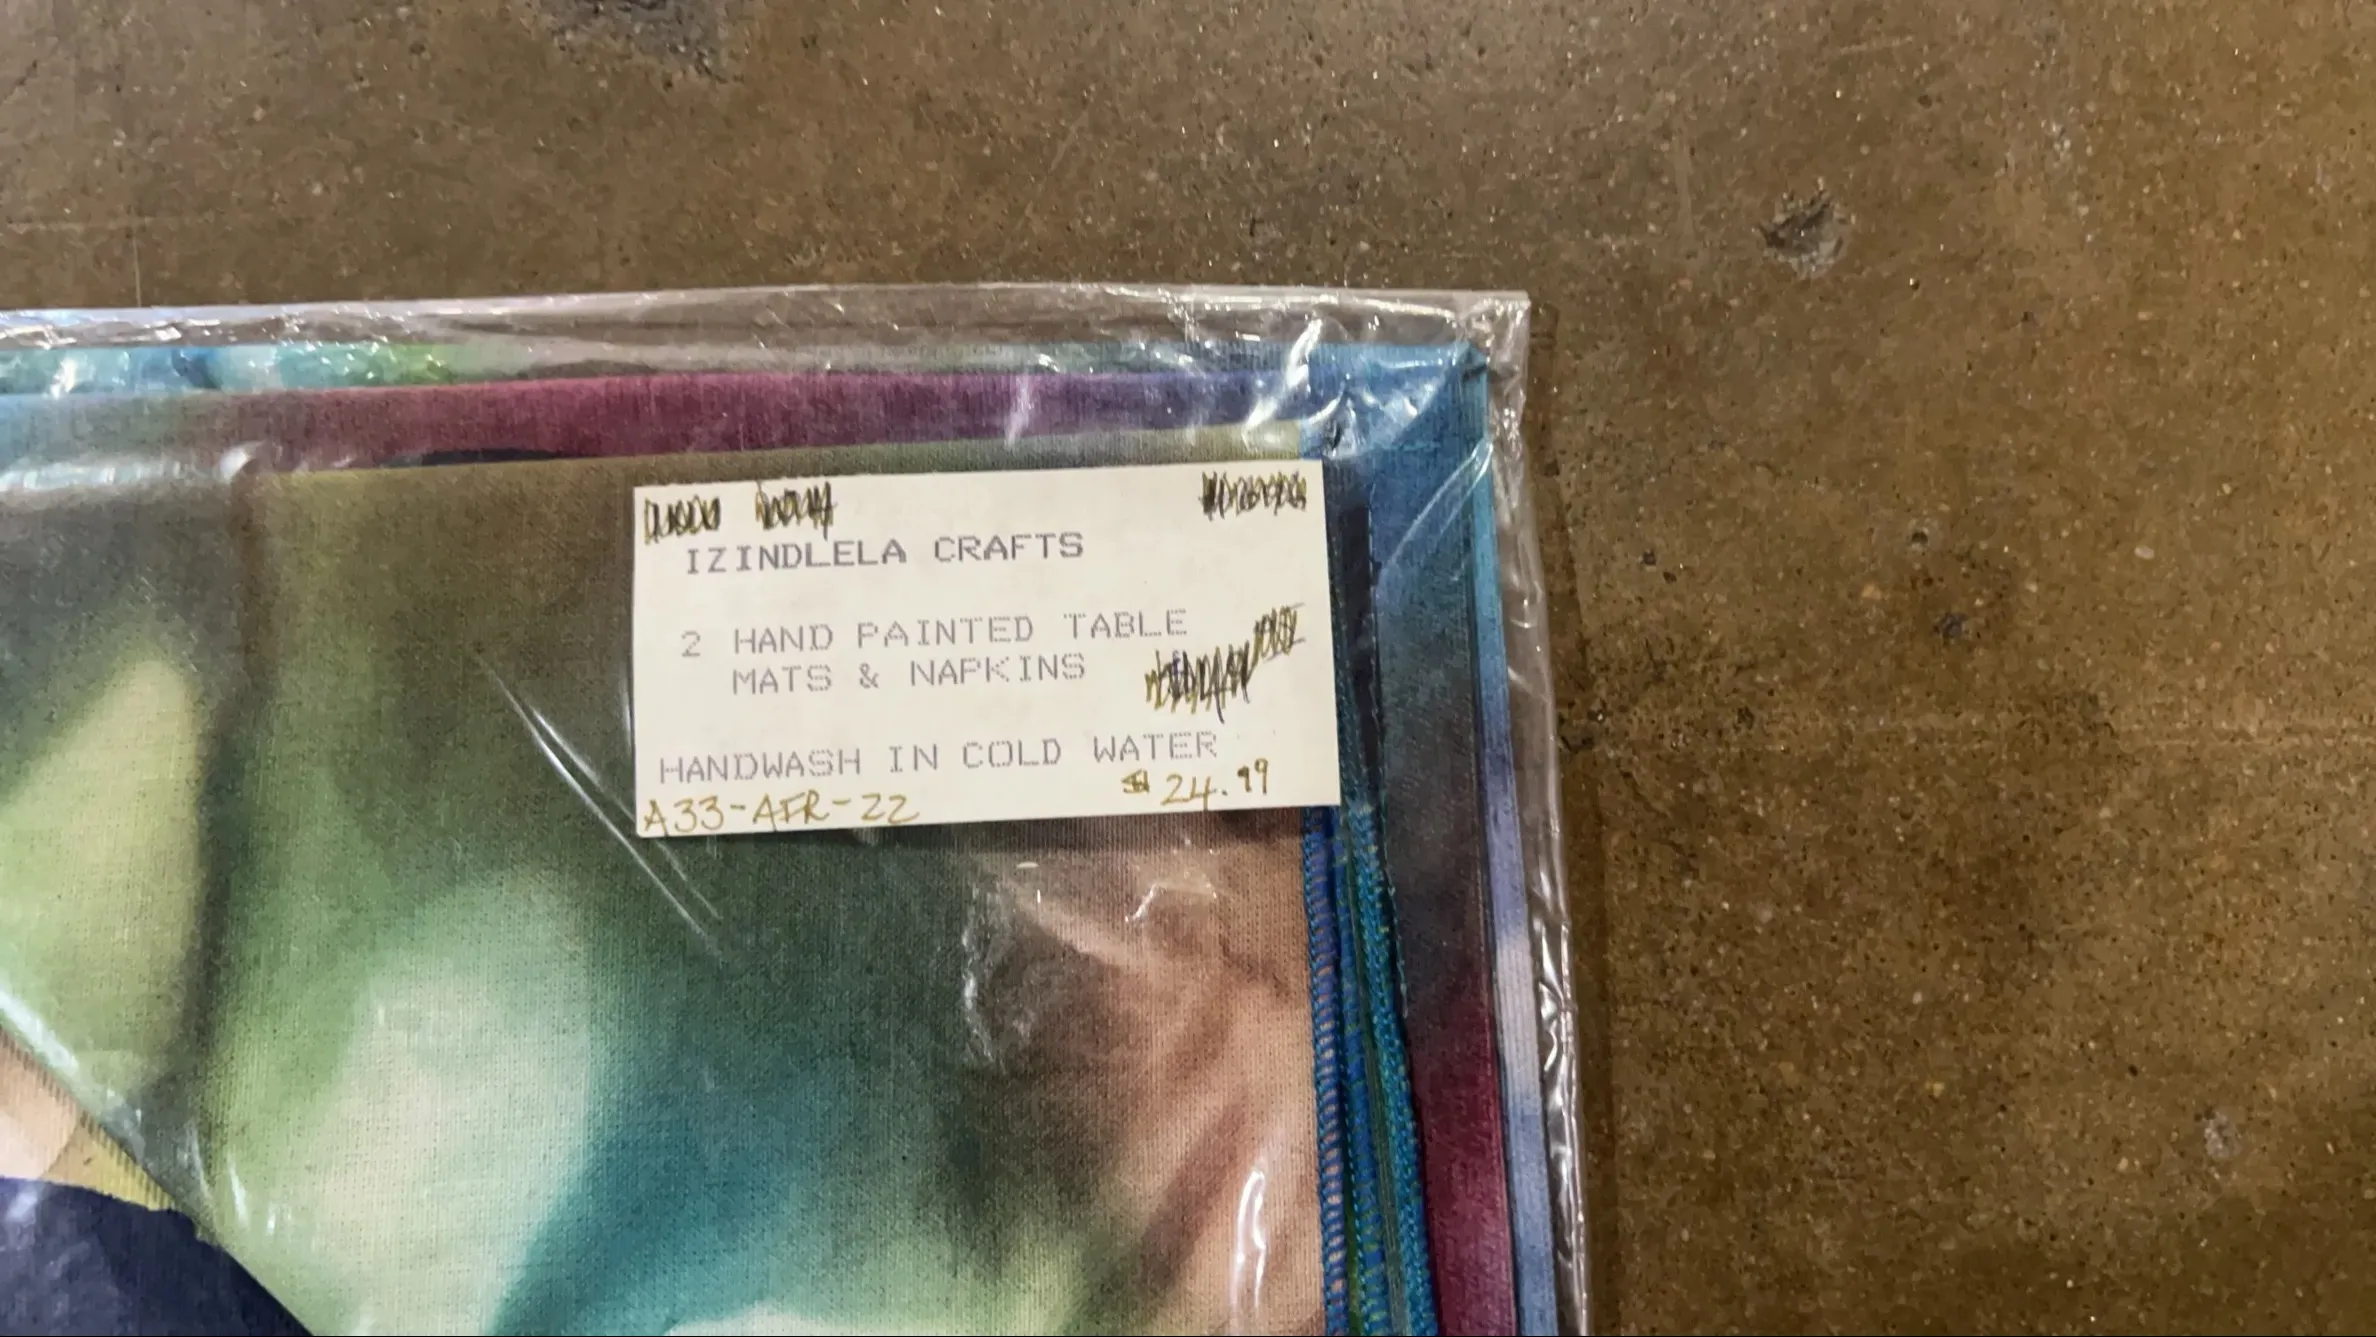 IZINDLELA CRAFTS
2 HAND PAINTED TABLE
MATS & NAPKINS
HANDWASH IN COLD WATER
$24.99
A33-AFR-22